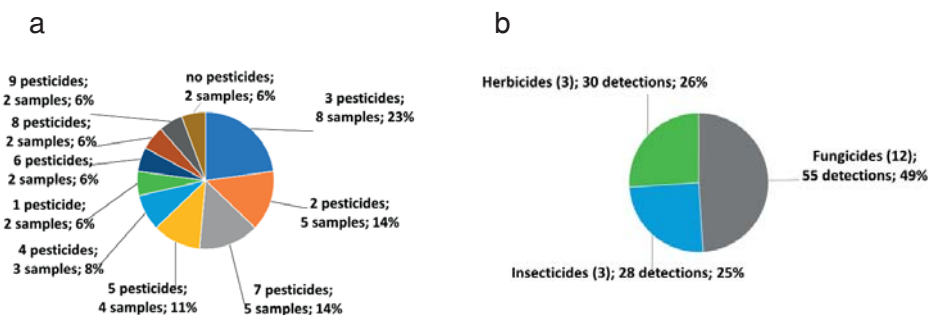 a
b
9 pesticides;
2 samples; 6%
no pesticides;
2 samples; 6%
3 pesticides;
8 samples; 23%
8 pesticides;
2 samples; 6%
6 pesticides;
2 samples; 6%
1 pesticide;
2 samples; 6%
4 pesticides;
3 samples; 8%
5 pesticides;
4 samples; 11%
7 pesticides;
5 samples; 14%
2 pesticides;
5 samples; 14%
Herbicides (3); 30 detections; 26%
Fungicides (12);
55 detections; 49%
Insecticides (3); 28 detections; 25%